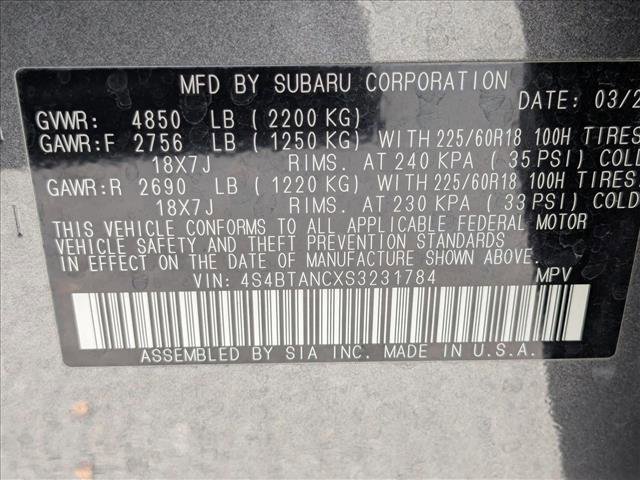 MFD BY SUBARU CORPORATION
DATE: 03/2
GVWR: 4850 LB (2200 KG)
GAWR:F 2756 LB (1250 KG) WITH 225/60R18 100H TIRES
18X7J RIMS. AT 240 KPA (35 PSI) COLD
GAWR:R 2690 LB (1220 KG) WITH 225/60R18 100H TIRES
18X7J RIMS. AT 230 KPA (33 PSI) COLD
THIS VEHICLE CONFORMS TO ALL APPLICABLE FEDERAL MOTOR
VEHICLE SAFETY AND THEFT PREVENTION STANDARDS
IN EFFECT ON THE DATE OF MANUFACTURE SHOWN ABOVE.
VIN: 4S4BTANCXS3231784 MPV
ASSEMBLED BY SIA INC. MADE IN U.S.A.